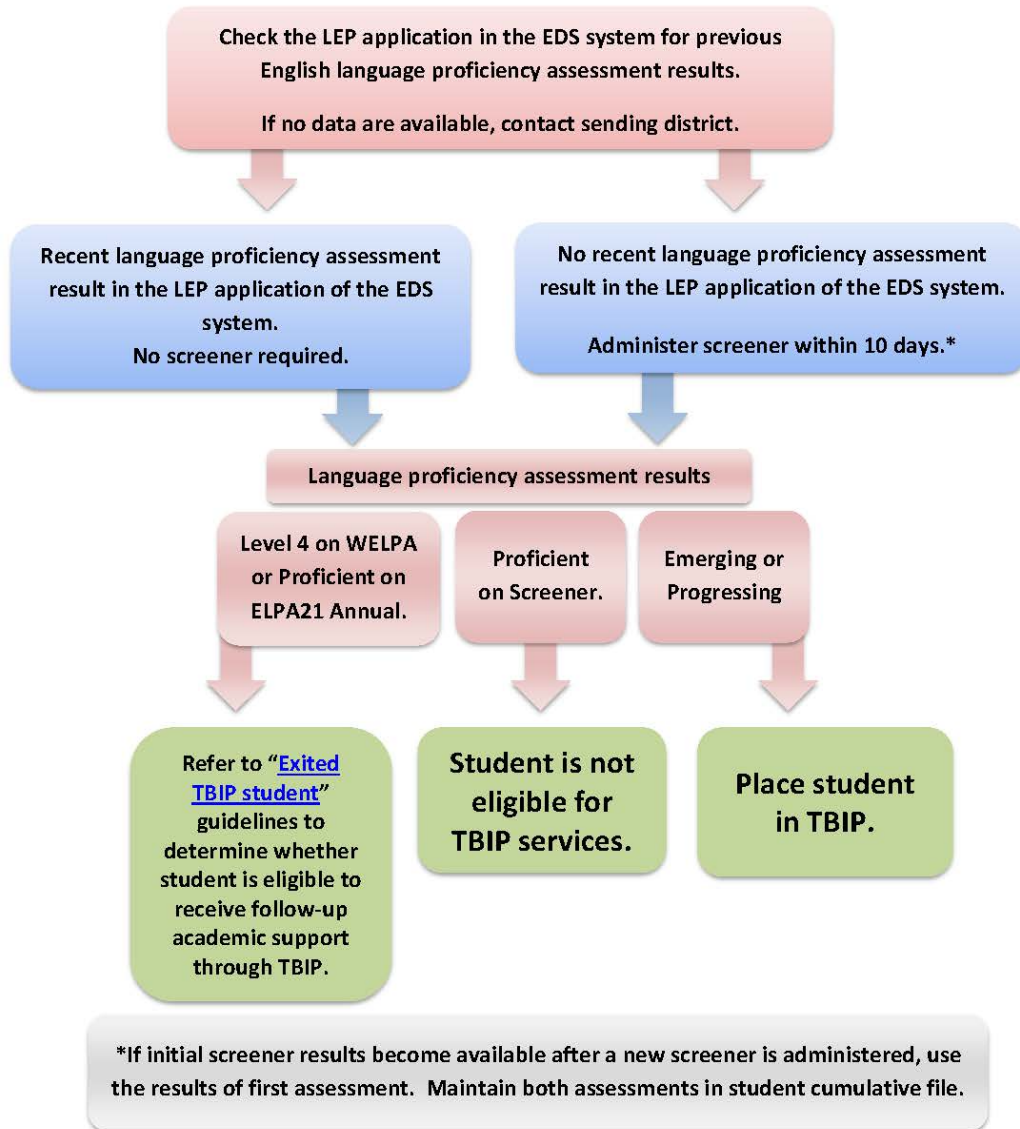 Check the LEP application in the EDS system for previous
English language proficiency assessment results.
If no data are available, contact sending district.
Recent language proficiency assessment
result in the LEP application of the EDS
system.
No screener required.
No recent language proficiency assessment
result in the LEP application of the EDS system.
Administer screener within 10 days.*
Language proficiency assessment results
Level 4 on WELPA
or Proficient on
ELPA21 Annual.
Proficient
on Screener.
Emerging or
Progressing
Refer to “Exited
TBIP student”
guidelines to
determine whether
student is eligible to
receive follow-up
academic support
through TBIP.
Student is not
eligible for
TBIP services.
Place student
in TBIP.
*If initial screener results become available after a new screener is administered, use
the results of first assessment.  Maintain both assessments in student cumulative file.